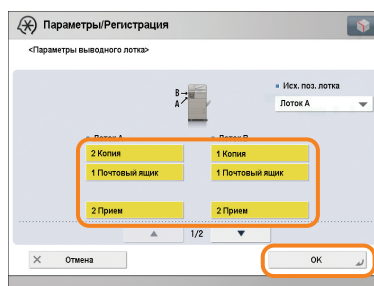 Параметры/Регистрация
<Параметры выводного лотка>
B
A
Исх. поз. лотка
Лоток A
Лоток A
Лоток B
2 Копия
1 Копия
1 Почтовый ящик
1 Почтовый ящик
2 Прием
2 Прием
1/2
Отмена
OK